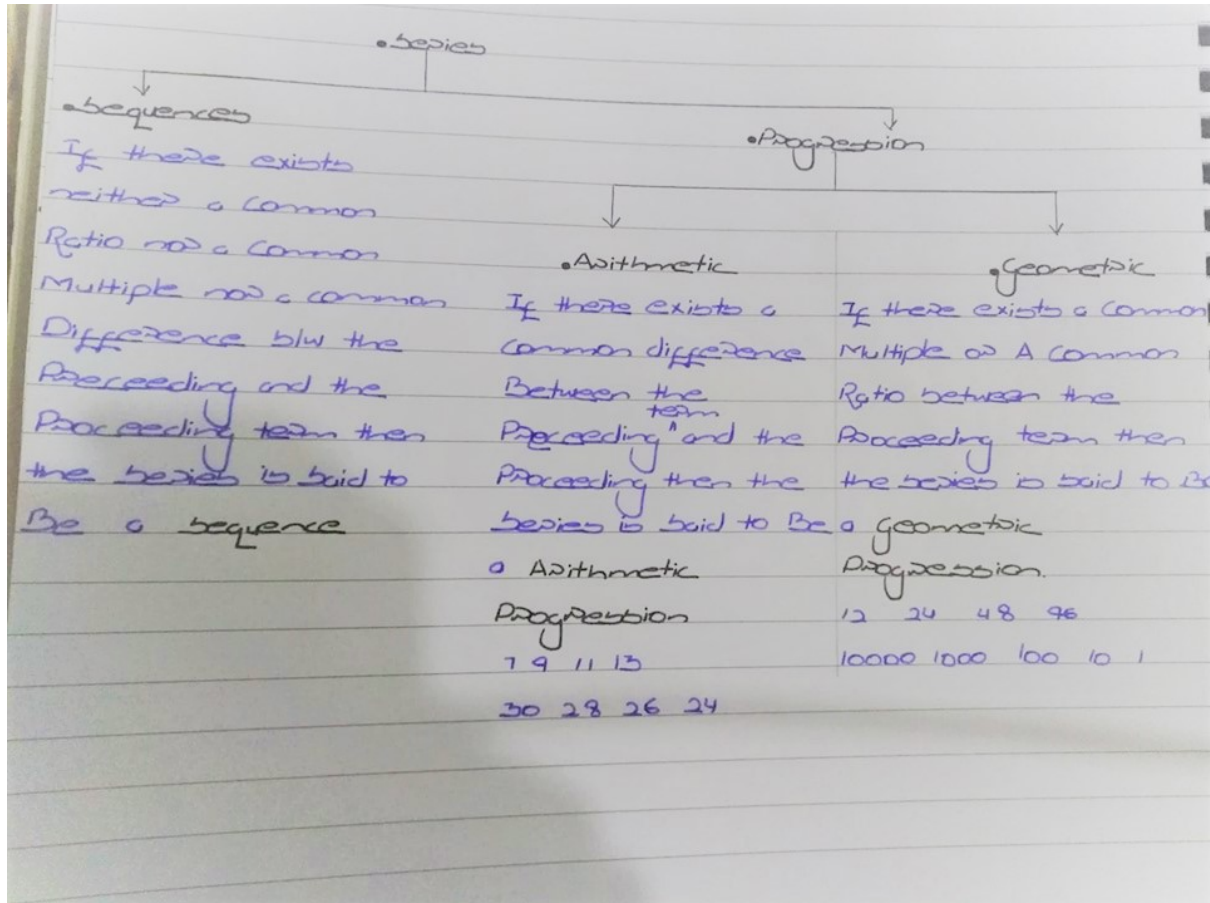 .Series
.Sequences
If there exists
neither a Common
Ratio nor a Common
Multiple nor a common
Difference b/w the
Preceeding and the
Proceeding term then
the series is said to
Be a sequence
.Progression
.Arithmetic
If there exists a
common difference
Between the
Preceeding term and the
Proceeding then the
series is said to Be
a Arithmetic
Progression
7 9 11 13
30 28 26 24
.Geometric
If there exists a Common
Multiple or A Common
Ratio between the
Proceeding term then
the series is said to Be
a Geometric
Progression.
12 24 48 96
10000 1000 100 10 1